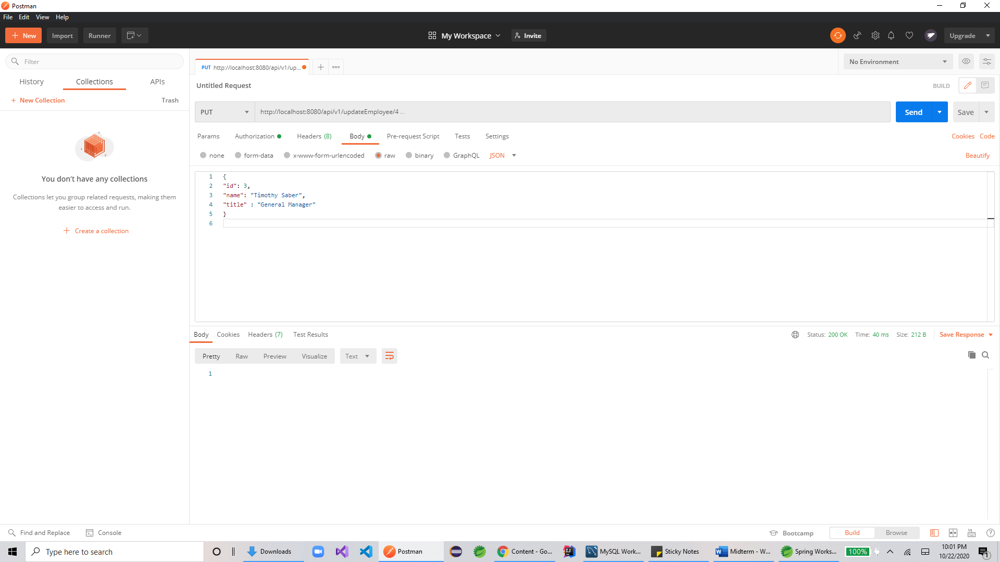 Postman
File Edit View Help
New Import Runner My Workspace Invite Upgrade
Filter
History Collections APIs
+ New Collection Trash
You don't have any collections
Collections let you group related requests, making them
easier to access and run.
+ Create a collection
PUT http://localhost:8080/api/v1/up... No Environment
Untitled Request BUILD
PUT http://localhost:8080/api/v1/updateEmployee/4 ... Send Save
Params Authorization Headers (8) Body Pre-request Script Tests Settings Cookies Code
none form-data x-www-form-urlencoded raw binary GraphQL JSON Beautify
1 {
2 "id": 3,
3 "name": "Timothy Saber",
4 "title" : "General Manager"
5 }
6
Body Cookies Headers (7) Test Results Status: 200 OK Time: 40 ms Size: 212 B Save Response
Pretty Raw Preview Visualize Text
1
Find and Replace Console Bootcamp Build Browse
Type here to search Downloads Postman Content - Go... MySQL Work... Sticky Notes Midterm - W... Spring Works... 100% 10:01 PM
10/22/2020 1